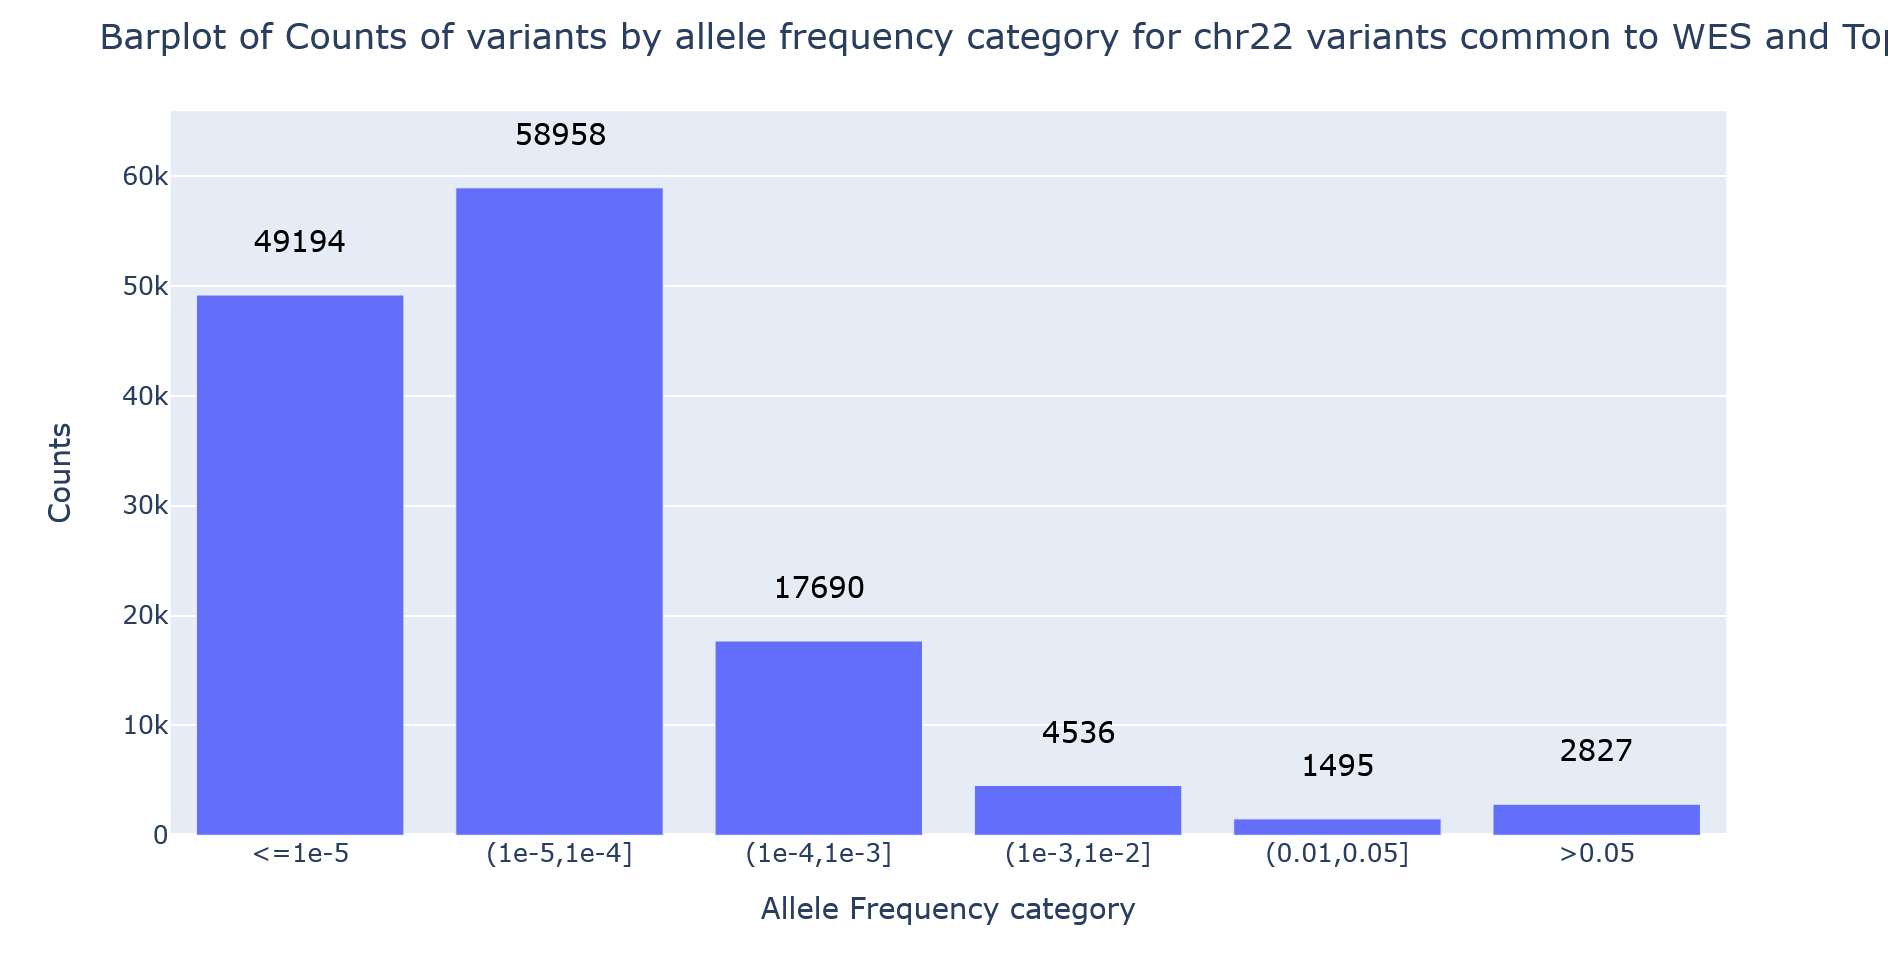 Barplot of Counts of variants by allele frequency category for chr22 variants common to WES and
58958
60k
49194
50k
40k
Counts
30k
17690
20k
10k
4536
1495
2827
0
<=1e-5
(1e-5,1e-4]
(1e-4,1e-3]
(1e-3,1e-2]
(0.01,0.05]
>0.05
Allele Frequency category